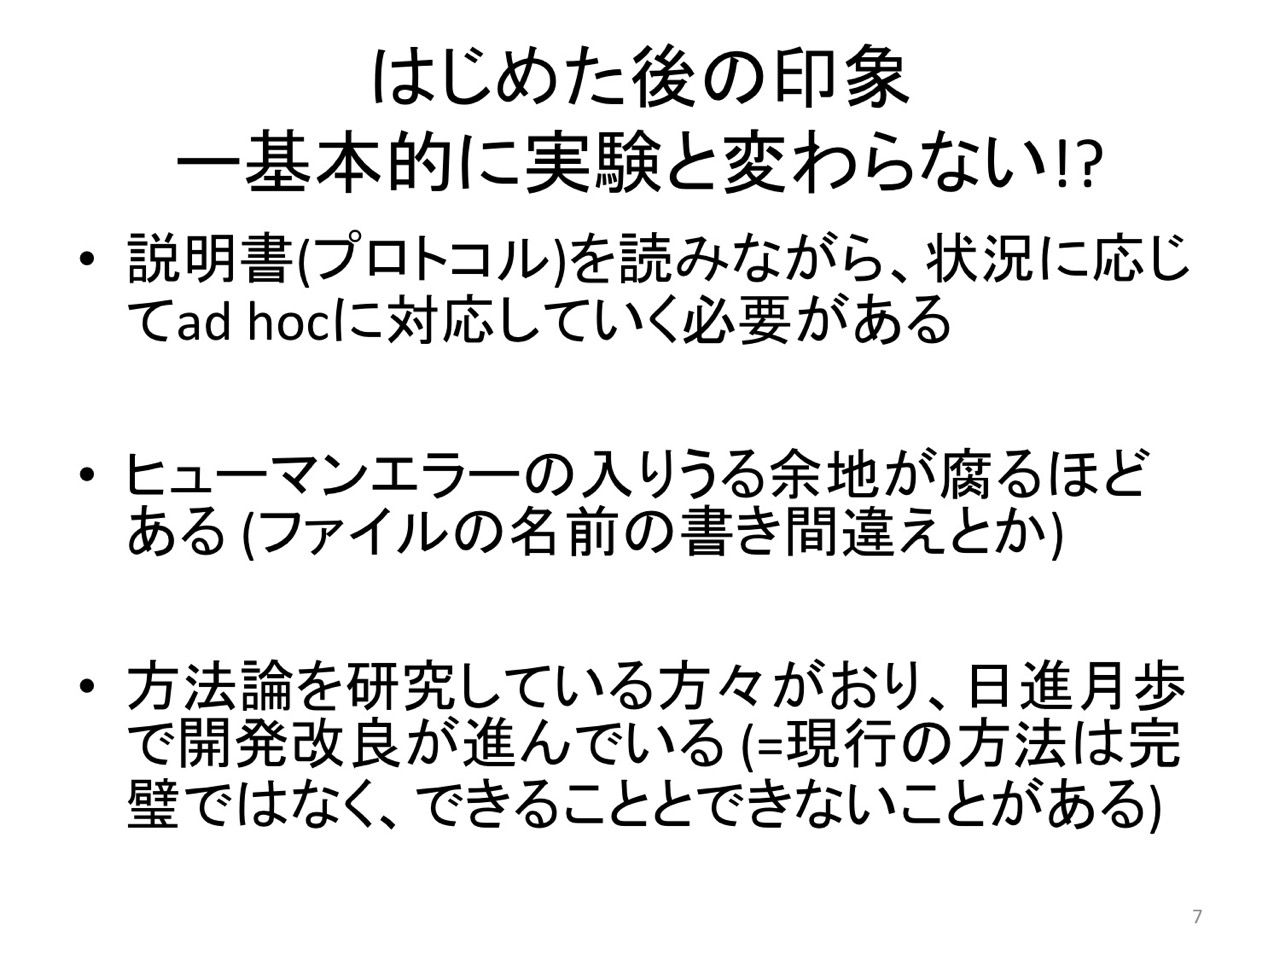 はじめた後の印象
ー基本的に実験と変わらない!?
• 説明書(プロトコル)を読みながら、状況に応じ
てad hocに対応していく必要がある
• ヒューマンエラーの入りうる余地が腐るほど
ある (ファイルの名前の書き間違えとか)
• 方法論を研究している方々がおり、日進月歩
で開発改良が進んでいる (=現行の方法は完
璧ではなく、できることとできないことがある)
7